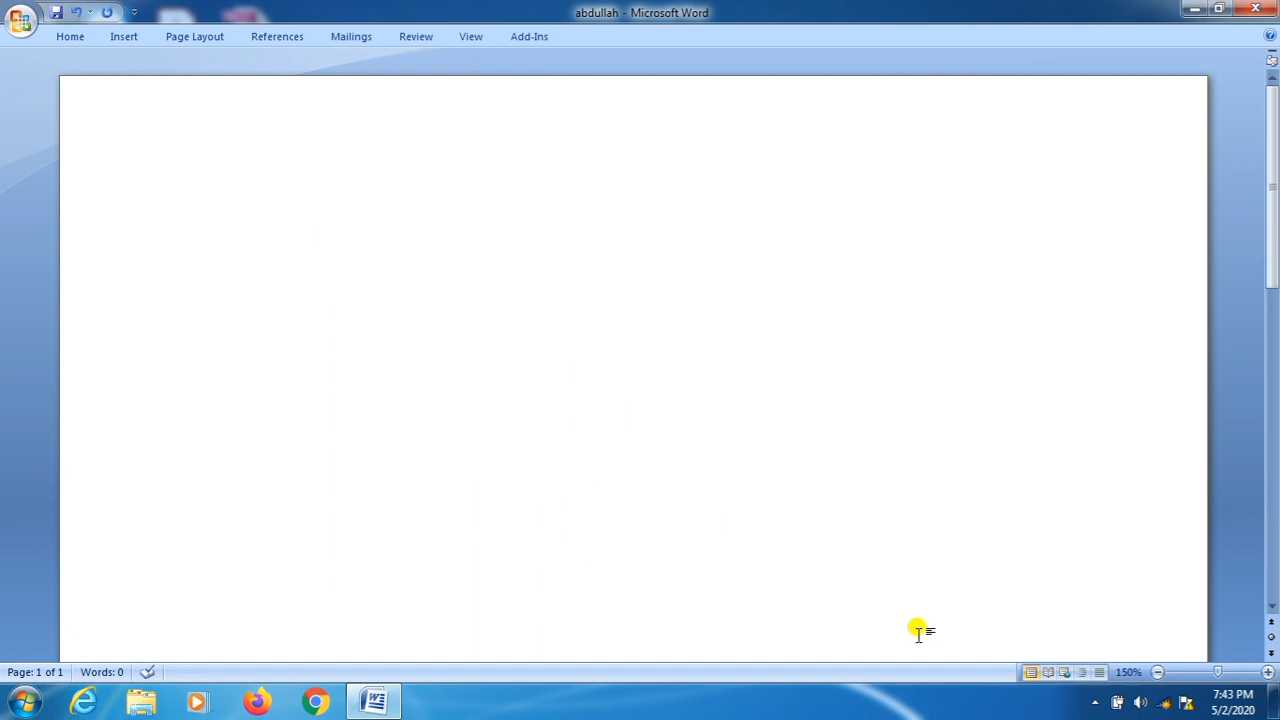 abdullah - Microsoft Word
Home Insert Page Layout References Mailings Review View Add-Ins
Page: 1 of 1 Words: 0 150%
7:43 PM
5/2/2020